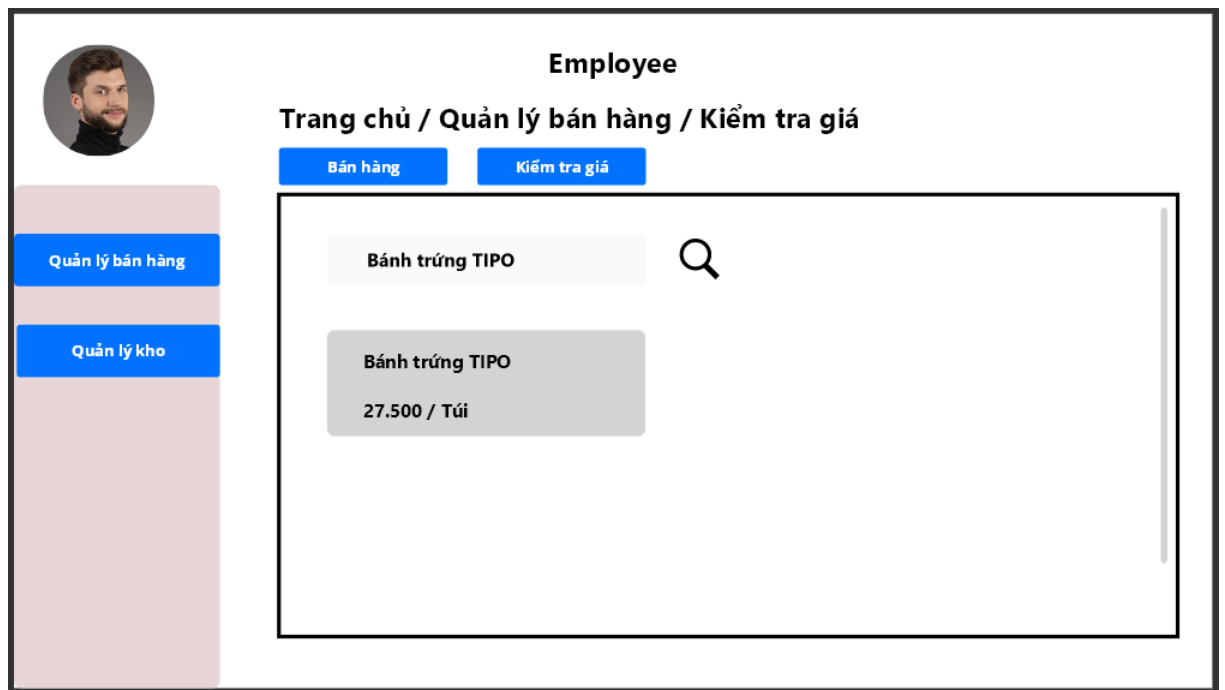 Employee
Trang chủ / Quản lý bán hàng / Kiểm tra giá
Bán hàng
Kiểm tra giá
Quản lý bán hàng
Bánh trứng TIPO
Quản lý kho
Bánh trứng TIPO
27.500 / Túi